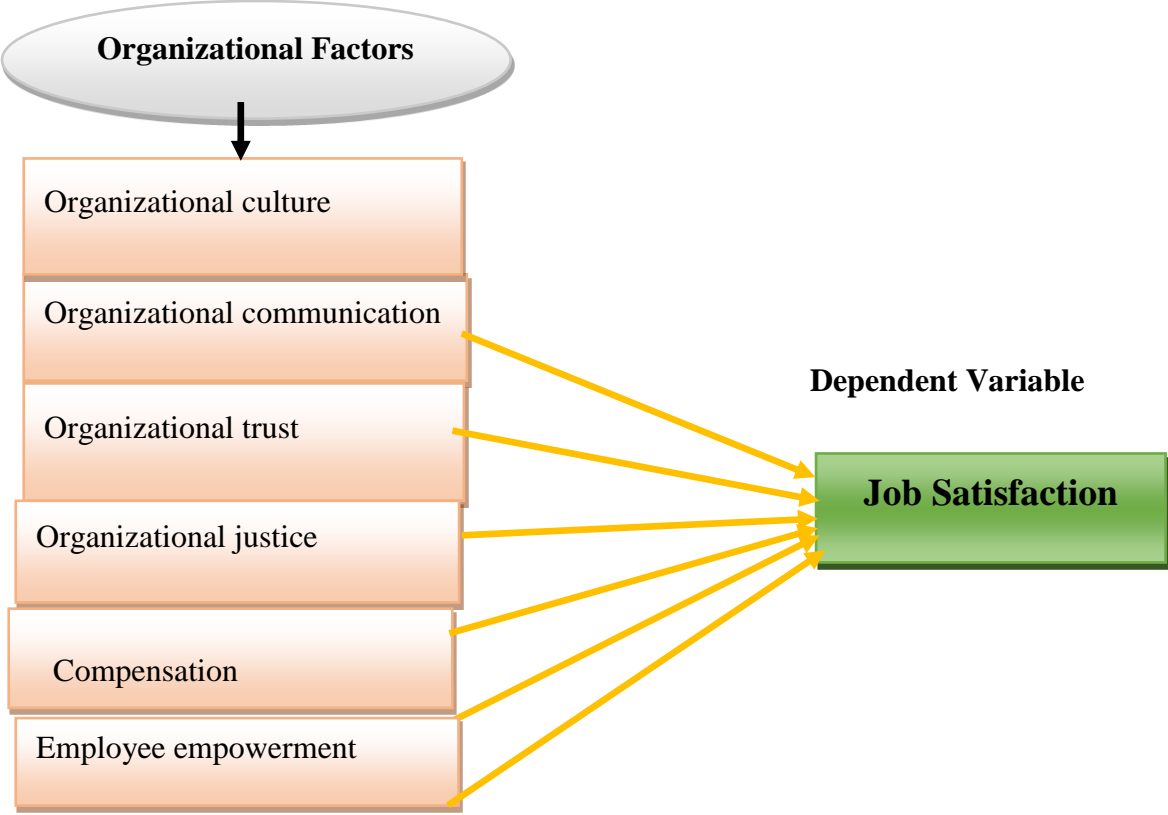 Organizational Factors
Organizational culture
Organizational communication
Organizational trust
Organizational justice
Compensation
Employee empowerment
Dependent Variable
Job Satisfaction